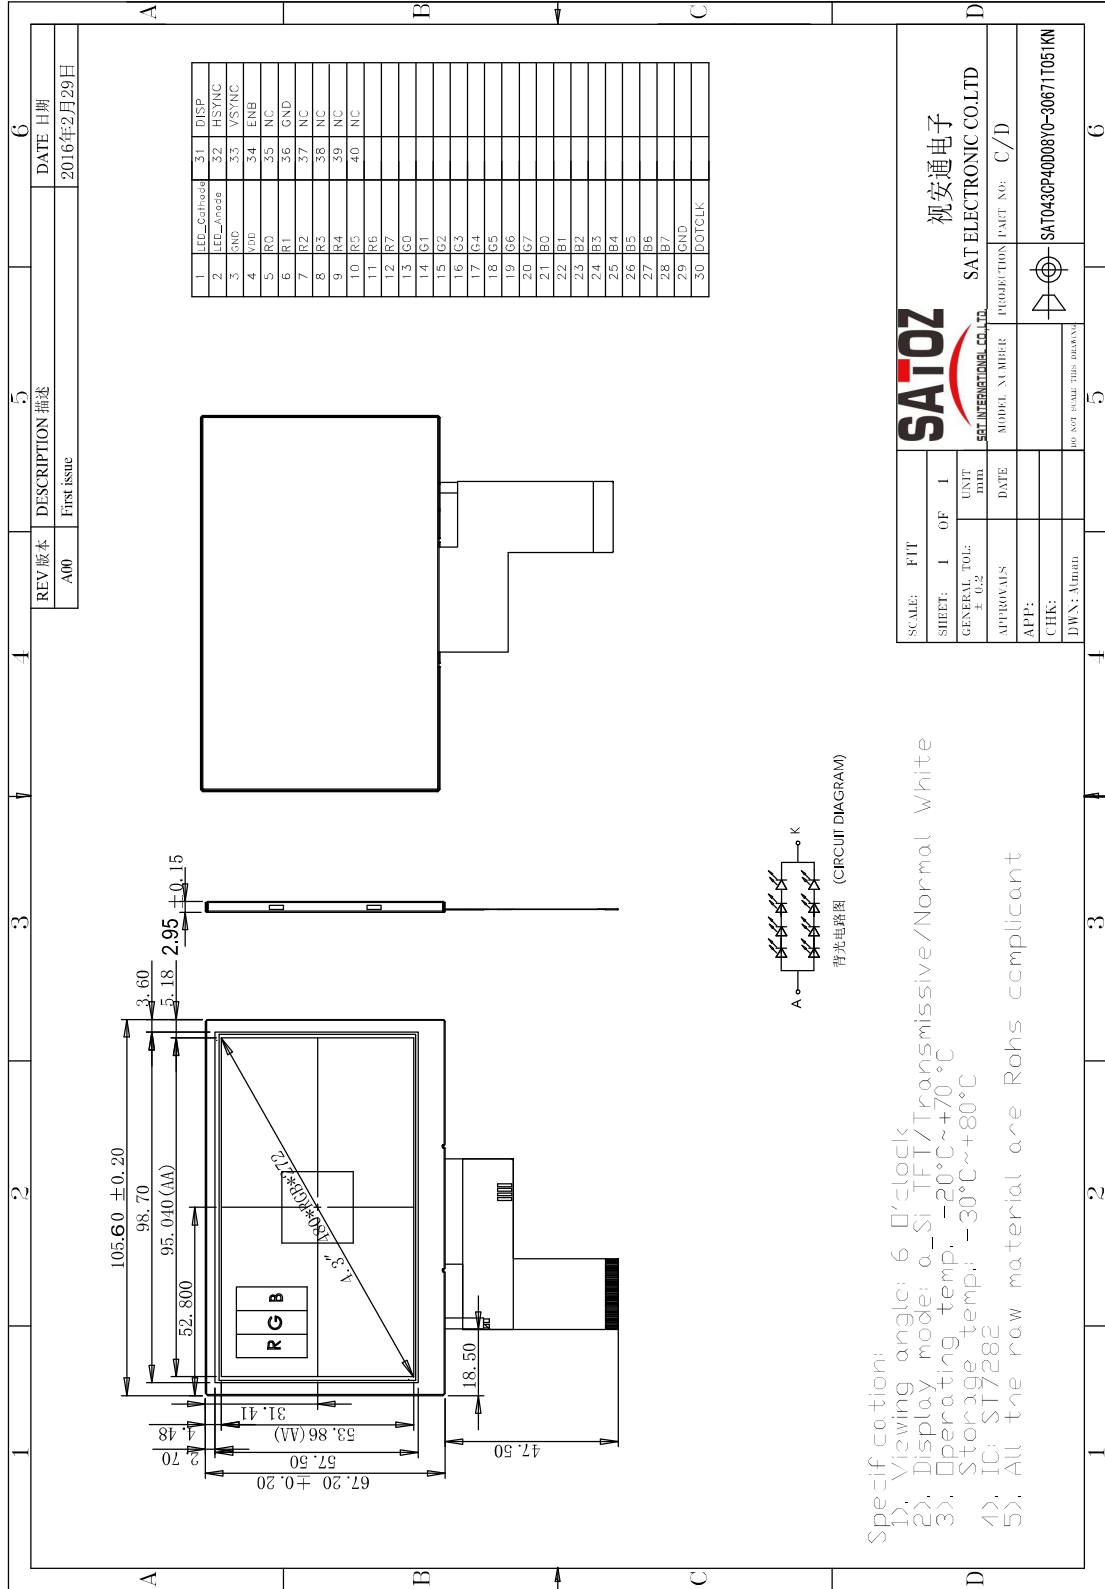 1 2 3 4 5 6
A B C D
REV 版本 DESCRIPTION 描述 DATE 日期
A00 First issue 2016年2月29日
105.60 ±0.20
98.70
95.040(AA)
52.800
3.60
5.18
2.95 ±0.15
R G B
4.3"
480*RGB*272
2.70
4.48
31.41
53.86(AA)
57.50
67.20 ±0.20
18.50
47.50
1 LED_Cathode 31 DISP
2 LED_Anode 32 HSYNC
3 GND 33 VSYNC
4 VDD 34 ENB
5 R0 35 NC
6 R1 36 GND
7 R2 37 NC
8 R3 38 NC
9 R4 39 NC
10 R5 40 NC
11 R6
12 R7
13 G0
14 G1
15 G2
16 G3
17 G4
18 G5
19 G6
20 G7
21 B0
22 B1
23 B2
24 B3
25 B4
26 B5
27 B6
28 B7
29 GND
30 DOTCLK
A K
背光电路图 (CIRCUIT DIAGRAM)
Specification:
1). Viewing angle: 6 O'clock
2). Display mode: a_Si TFT/Transmissive/Normal White
3). Operating temp. -20°C~+70°C
Storage temp.: -30°C~+80°C
4). IC: ST7282
5). All tne raw material are Rohs ccmplicant
SCALE: FIT
SHEET: 1 OF 1
GENERAL TOL: ± 0.2 UNIT mm
APPROVALS DATE
APP:
CHK:
DWN: Atman
SATOZ
SAT INTERNATIONAL CO.,LTD.
视安通电子
SAT ELECTRONIC CO.LTD
MODEL NUMBER PROJECTION PART NO: C/D
SAT043CP40D08Y0-30671T051KN
DO NOT SCALE THIS DRAWING
A B C D
1 2 3 4 5 6